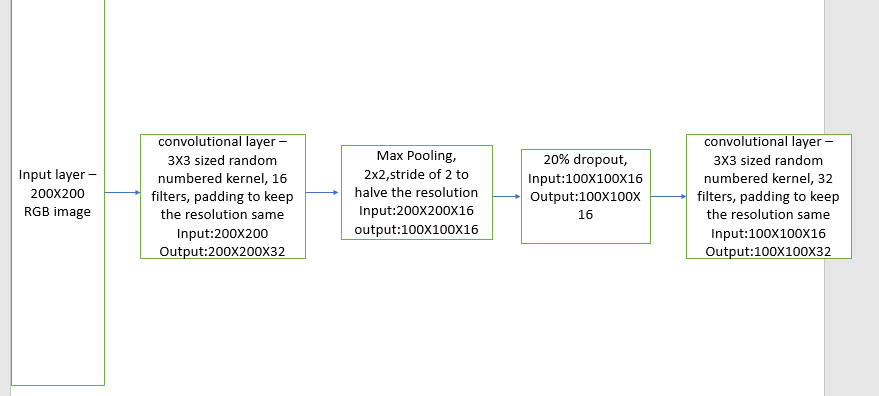 Input layer –
200X200
RGB image
convolutional layer –
3X3 sized random
numbered kernel, 16
filters, padding to keep
the resolution same
Input:200X200
Output:200X200X32
Max Pooling,
2x2,stride of 2 to
halve the resolution
Input:200X200X16
output:100X100X16
20% dropout,
Input:100X100X16
Output:100X100X
16
convolutional layer –
3X3 sized random
numbered kernel, 32
filters, padding to keep
the resolution same
Input:100X100X16
Output:100X100X32